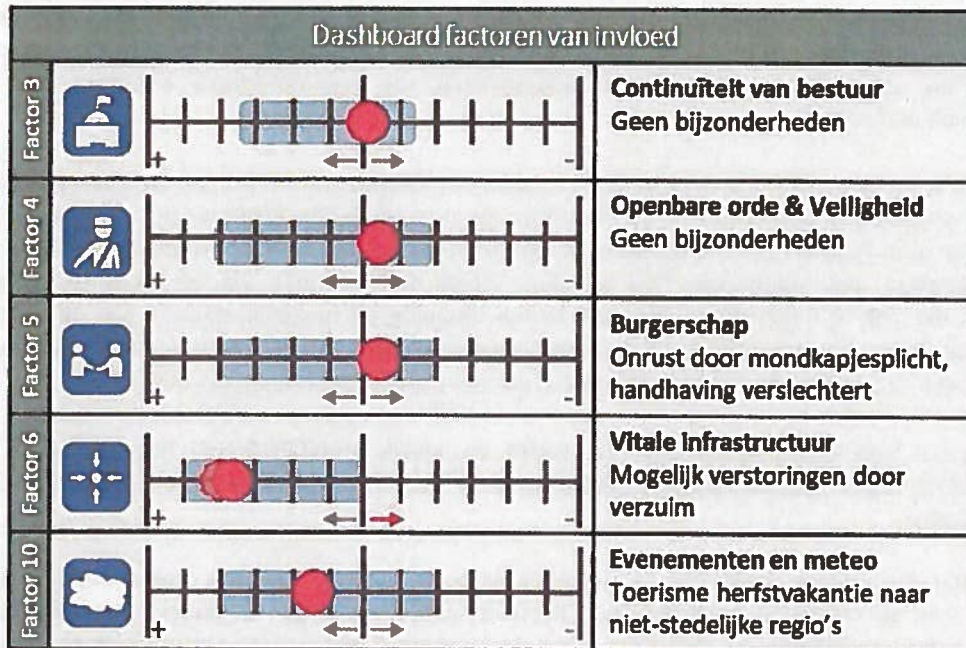 Dashboard factoren van invloed
Factor 3
+
-
Continuïteit van bestuur
Geen bijzonderheden
Factor 4
+
-
Openbare orde & Veiligheid
Geen bijzonderheden
Factor 5
+
-
Burgerschap
Onrust door mondkapjesplicht,
handhaving verslechtert
Factor 6
+
-
Vitale infrastructuur
Mogelijk verstoringen door
verzuim
Factor 10
+
-
Evenementen en meteo
Toerisme herfstvakantie naar
niet-stedelijke regio's